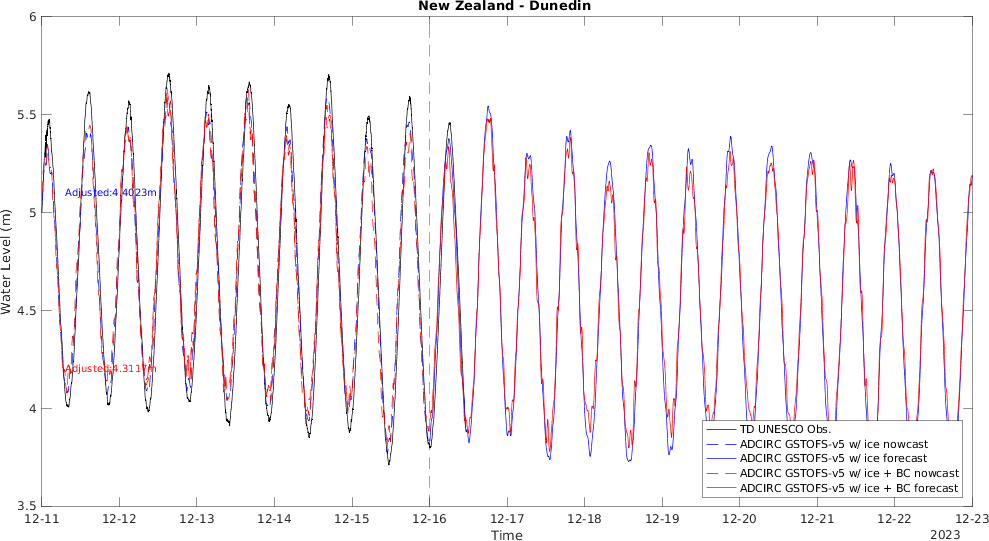 New Zealand - Dunedin
6
5.5
5
4.5
4
3.5
Water Level (m)
Adjusted:4.4023m
Adjusted:4.3117m
TD UNESCO Obs.
ADCIRC GSTOFS-v5 w/ ice nowcast
ADCIRC GSTOFS-v5 w/ ice forecast
ADCIRC GSTOFS-v5 w/ ice + BC nowcast
ADCIRC GSTOFS-v5 w/ ice + BC forecast
12-11 12-12 12-13 12-14 12-15 12-16 12-17 12-18 12-19 12-20 12-21 12-22 12-23
Time
2023